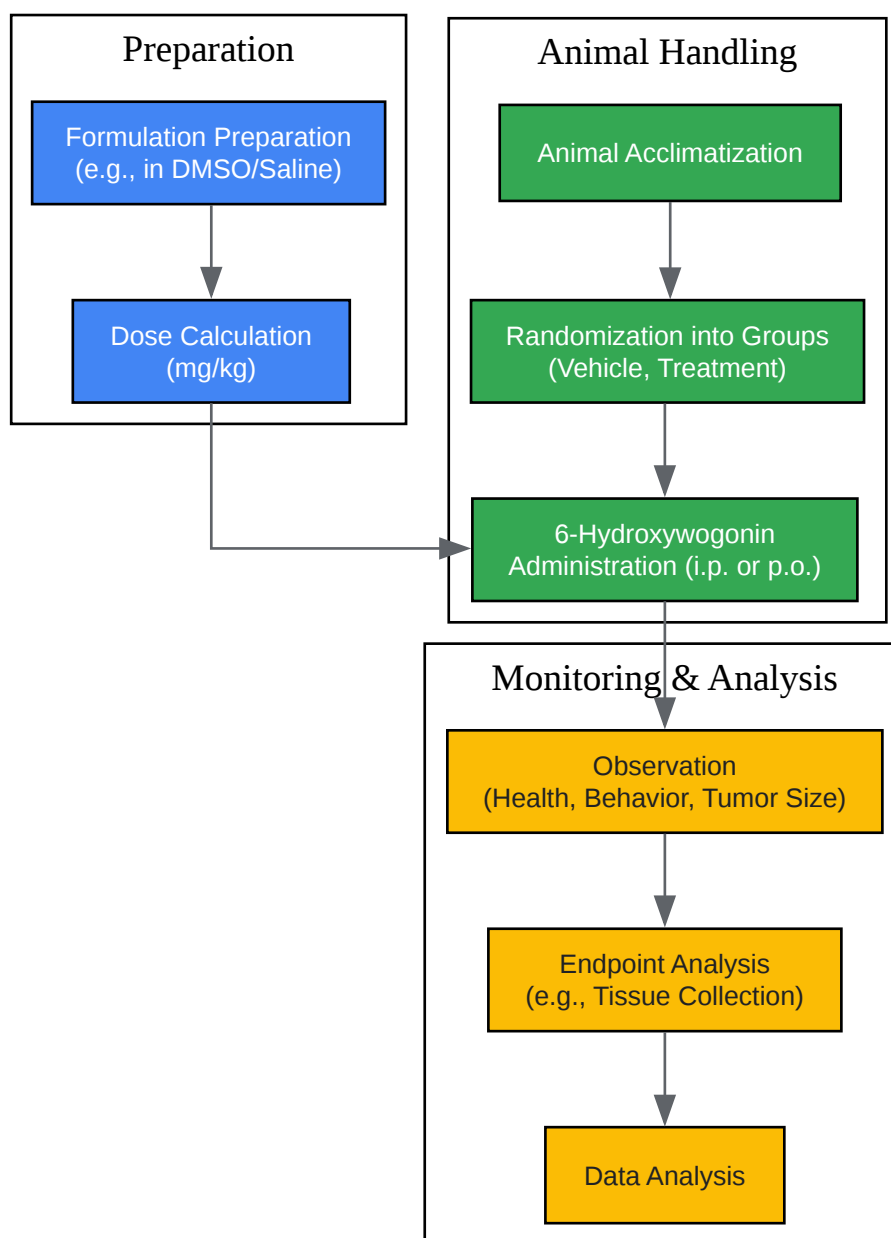 Preparation
Formulation Preparation
(e.g., in DMSO/Saline)
Dose Calculation
(mg/kg)
Animal Handling
Animal Acclimatization
Randomization into Groups
(Vehicle, Treatment)
6-Hydroxywogonin
Administration (i.p. or p.o.)
Monitoring & Analysis
Observation
(Health, Behavior, Tumor Size)
Endpoint Analysis
(e.g., Tissue Collection)
Data Analysis